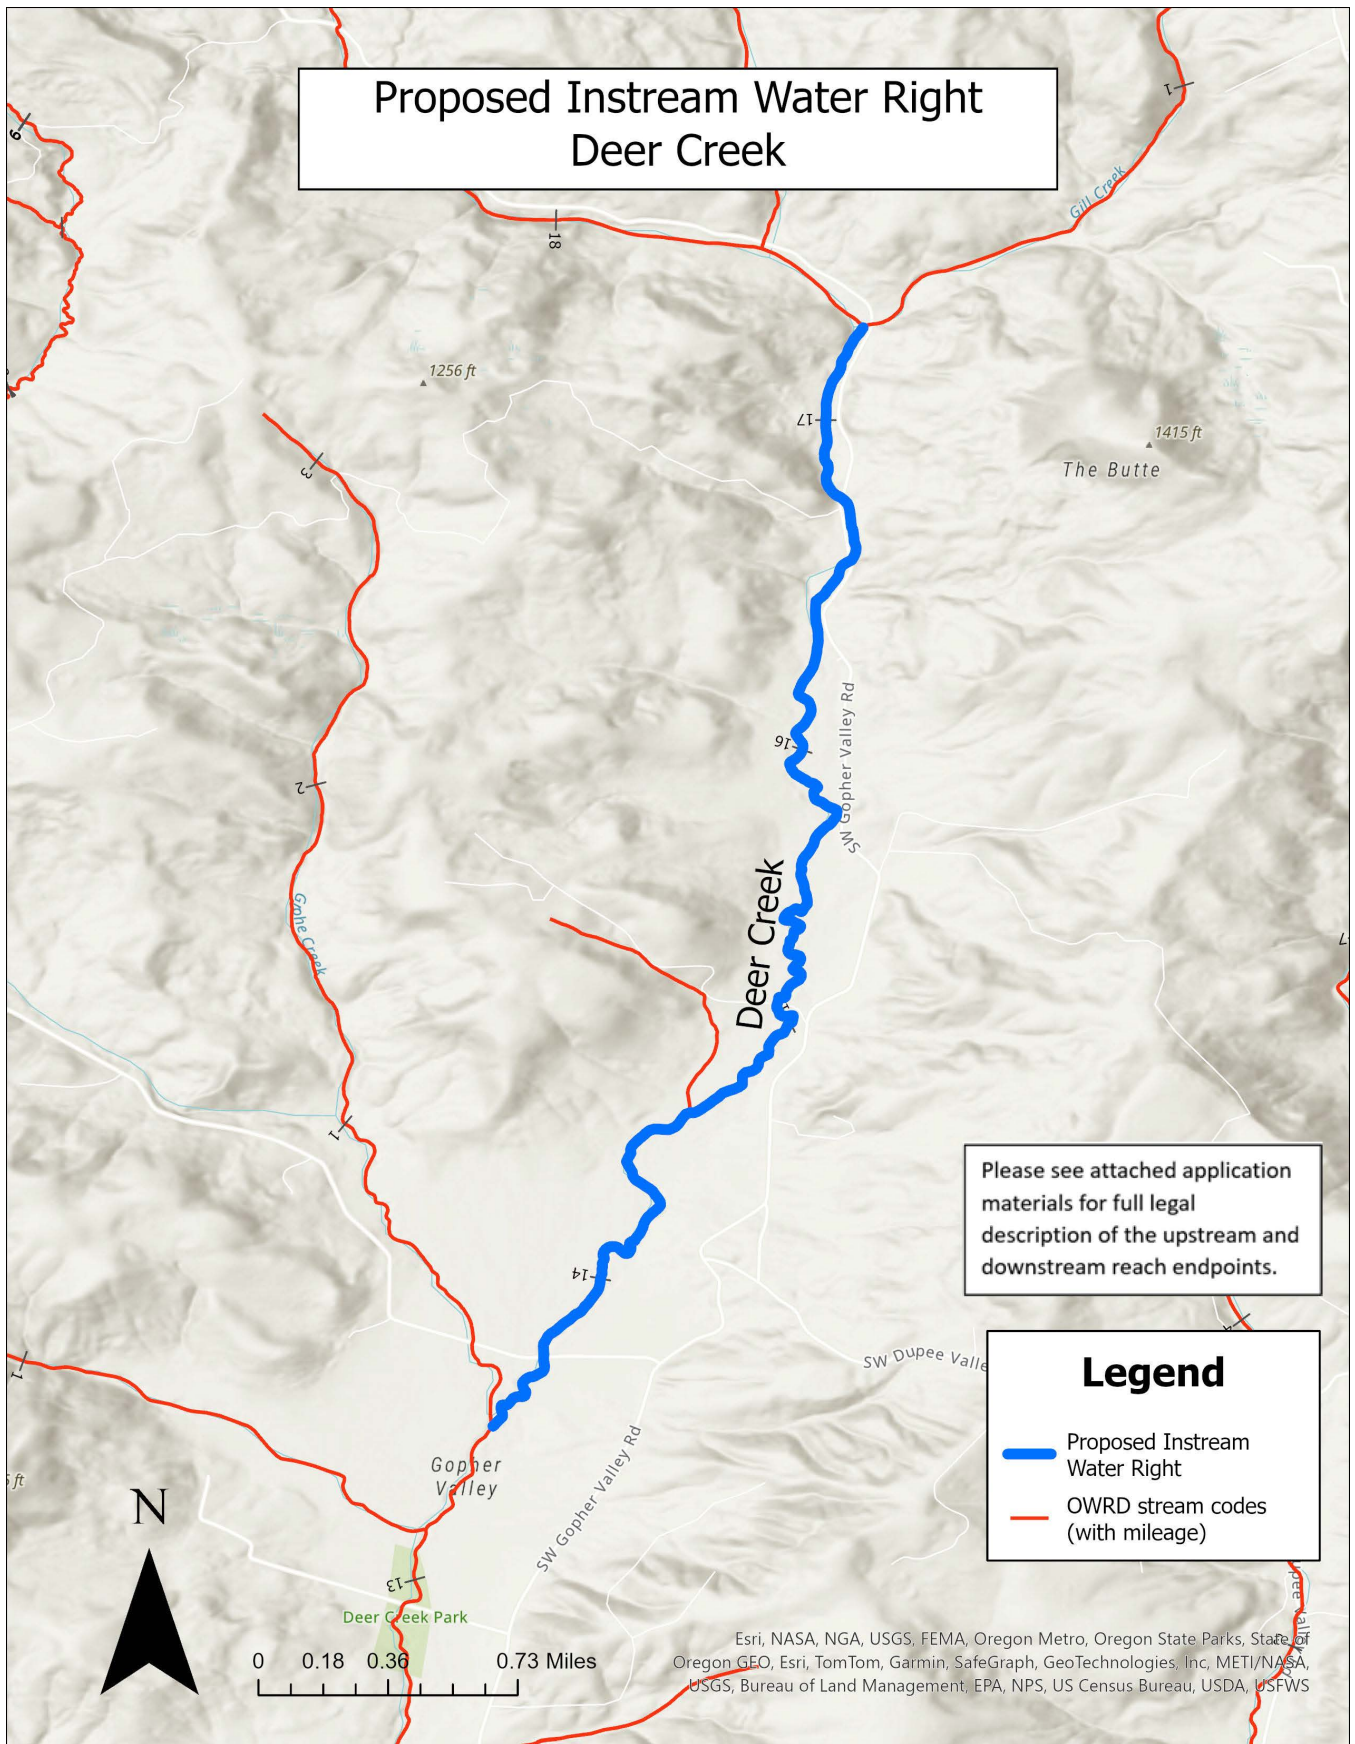 Proposed Instream Water Right
Deer Creek
1
9
Gill Creek
18
1256 ft
17
1415 ft
The Butte
3
SW Gopher Valley Rd
16
2
Deer Creek
Creek
1
Please see attached application
materials for full legal
description of the upstream and
downstream reach endpoints.
14
4
SW Dupee Valle
1
Legend
Proposed Instream
Water Right
OWRD stream codes
(with mileage)
Gopher
Valley
SW Gopher Valley Rd
ft
N
13
Deer Creek Park
0 0.18 0.36 0.73 Miles
Esri, NASA, NGA, USGS, FEMA, Oregon Metro, Oregon State Parks, State of
Oregon GEO, Esri, TomTom, Garmin, SafeGraph, GeoTechnologies, Inc, METI/NASA,
USGS, Bureau of Land Management, EPA, NPS, US Census Bureau, USDA, USFWS